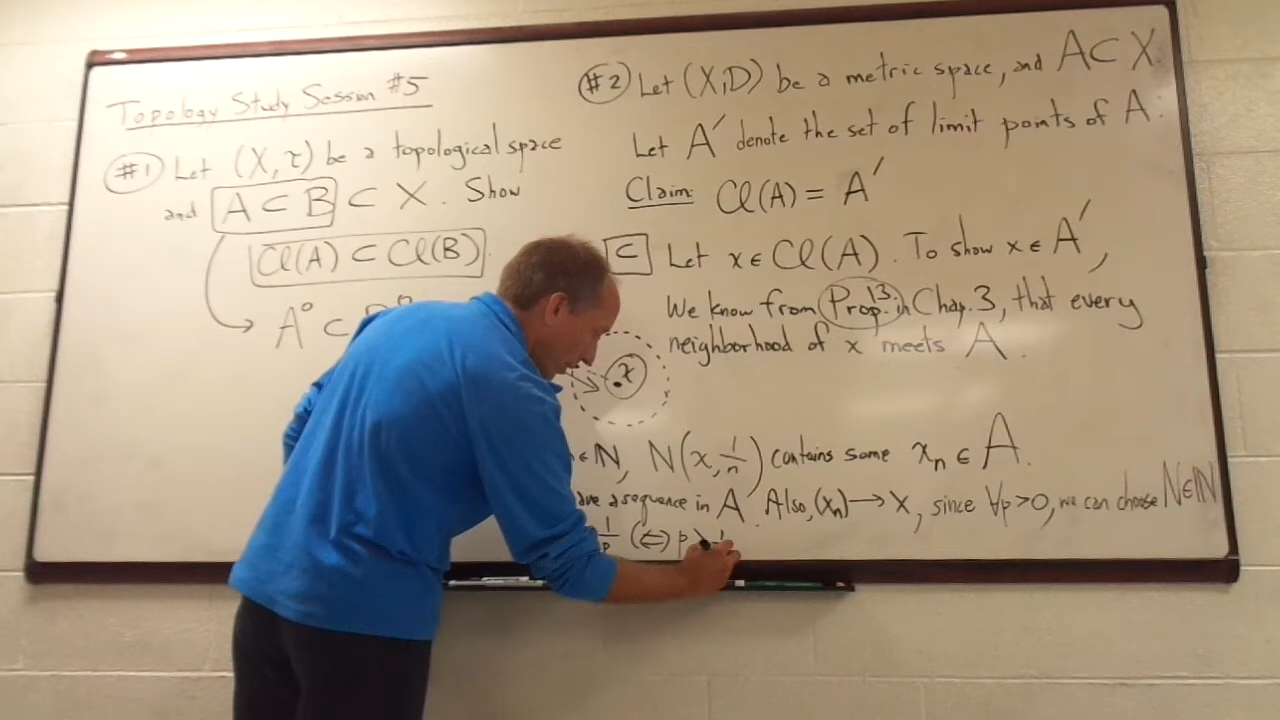 Topology Study Session #5
#1 Let (X, τ) be a topological space
and A ⊂ B ⊂ X. Show
Cl(A) ⊂ Cl(B).
A° ⊂
#2 Let (X,D) be a metric space, and A ⊂ X.
Let A′ denote the set of limit points of A.
Claim: Cl(A) = A′
⊂ Let x ∈ Cl(A). To show x ∈ A′,
We know from Prop. 13 in Chap. 3, that every
neighborhood of x meets A.
x
∈ ℕ, N(x, 1/n) contains some xₙ ∈ A.
a sequence in A. Also, (xₙ) → x, since ∀p>0, we can choose N ∈ ℕ
1/p (⇔ p > 1